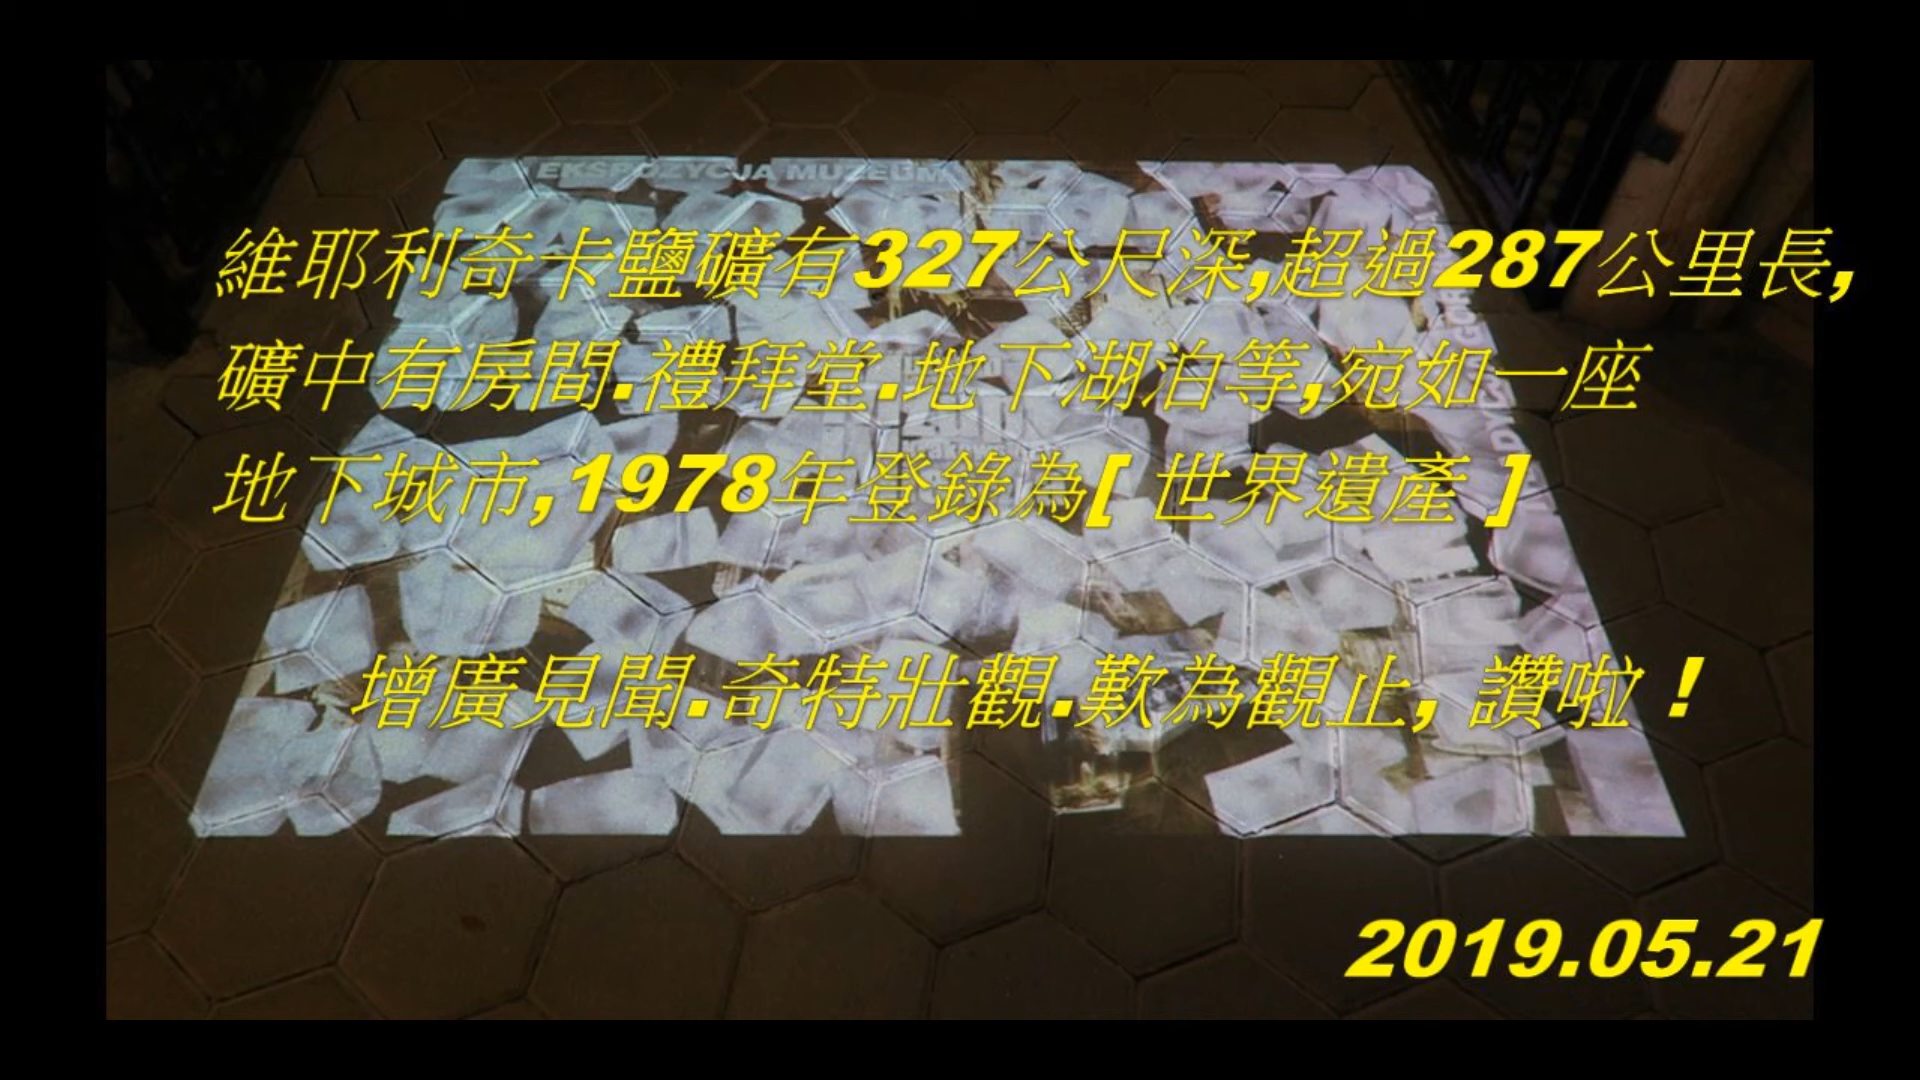 EKSPOZYCJA MUZEUM
維耶利奇卡鹽礦有327公尺深,超過287公里長,
礦中有房間.禮拜堂.地下湖泊等,宛如一座
地下城市,1978年登錄為[ 世界遺產 ]
增廣見聞.奇特壯觀.歎為觀止, 讚啦 !
2019.05.21